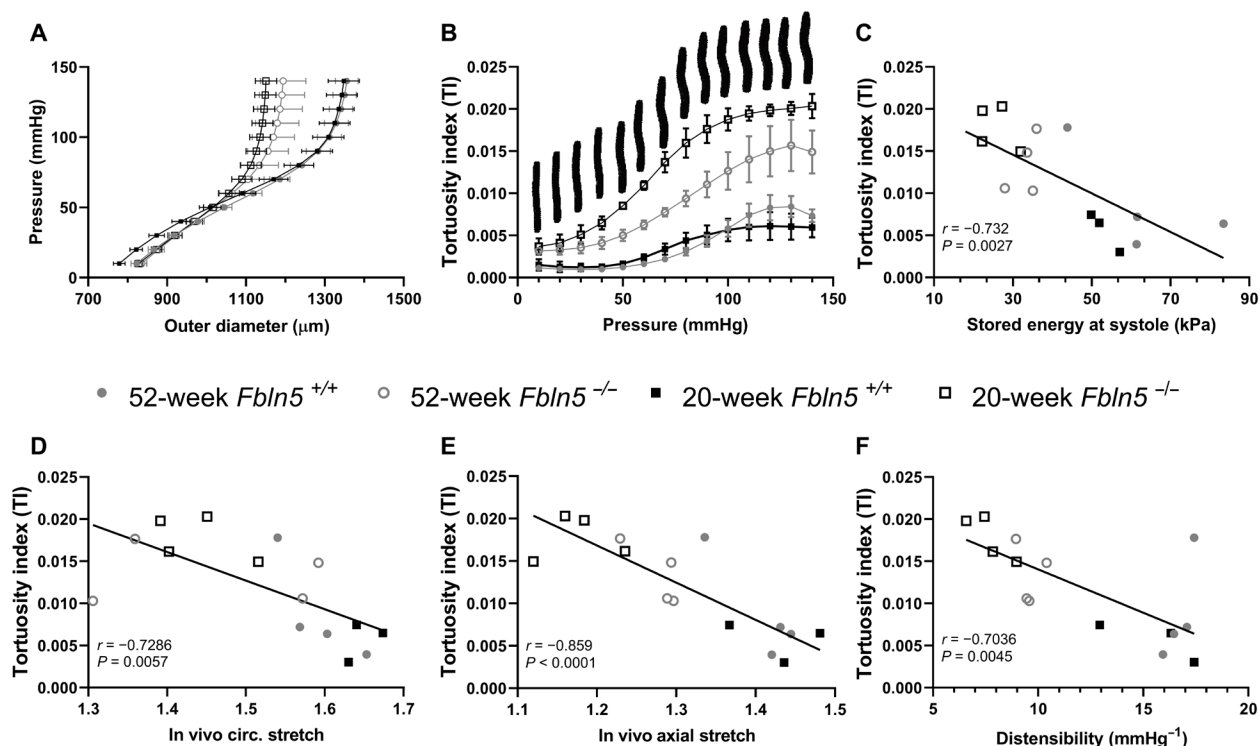 A
Pressure (mmHg)
150
100
50
0
700
900
1100
1300
1500
Outer diameter (μm)
B
Tortuosity index (TI)
0.025
0.020
0.015
0.010
0.005
0.000
0
50
100
150
Pressure (mmHg)
C
Tortuosity index (TI)
0.025
0.020
0.015
0.010
0.005
0.000
r = −0.732
P = 0.0027
10
30
50
70
90
Stored energy at systole (kPa)
52-week Fbln5 +/+
52-week Fbln5 −/−
20-week Fbln5 +/+
20-week Fbln5 −/−
D
Tortuosity index (TI)
0.025
0.020
0.015
0.010
0.005
0.000
r = −0.7286
P = 0.0057
1.3
1.4
1.5
1.6
1.7
In vivo circ. stretch
E
Tortuosity index (TI)
0.025
0.020
0.015
0.010
0.005
0.000
r = −0.859
P < 0.0001
1.1
1.2
1.3
1.4
1.5
In vivo axial stretch
F
Tortuosity index (TI)
0.025
0.020
0.015
0.010
0.005
0.000
r = −0.7036
P = 0.0045
5
10
15
20
Distensibility (mmHg⁻¹)